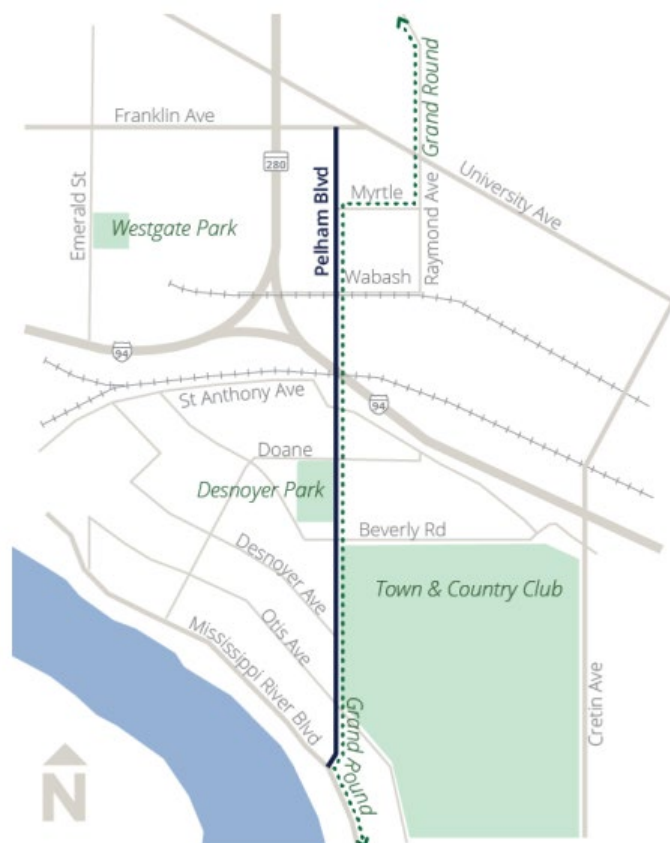 Franklin Ave
Grand Round
280
University Ave
Emerald St
Pelham Blvd
Myrtle
Raymond Ave
Westgate Park
Wabash
94
St Anthony Ave
94
Doane
Desnoyer Park
Beverly Rd
Desnoyer Ave
Town & Country Club
Otis Ave
Mississippi River Blvd
Cretin Ave
Grand Round
N